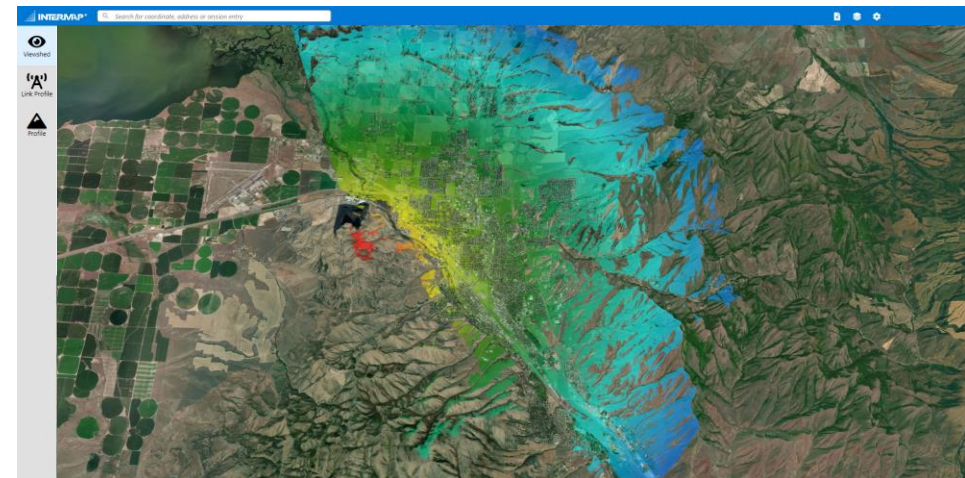 INTERMAP®
Search for coordinate, address or session entry
Viewshed
Link Profile
Profile